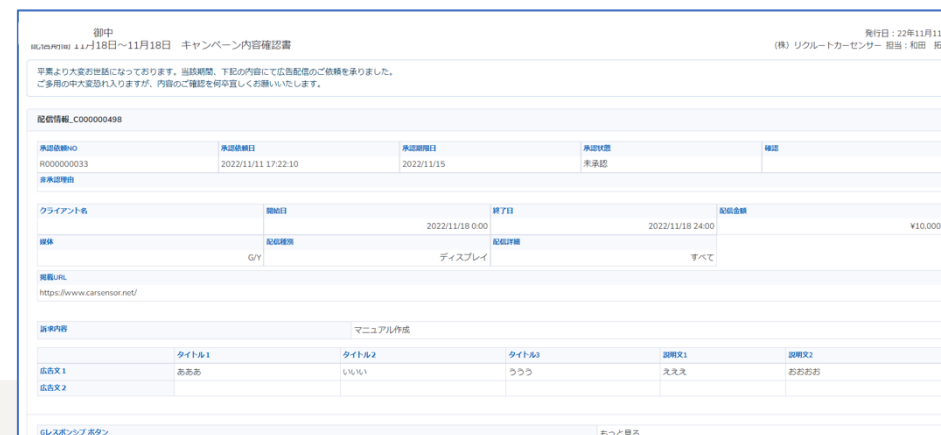 御中
発行日：22年11月11
配信期間 11月18日～11月18日 キャンペーン内容確認書
(株) リクルートカーセンサー 担当：和田
平素より大変お世話になっております。当該期間、下記の内容にて広告配信のご依頼を承りました。
ご多用の中大変恐れ入りますが、内容のご確認を何卒宜しくお願いいたします。
配信情報_C000000498
承認依頼NO 承認依頼日 承認期限日 承認状態 確認
R000000033 2022/11/11 17:22:10 2022/11/15 未承認
非承認理由
クライアント名 開始日 終了日 配信金額
2022/11/18 0:00 2022/11/18 24:00 ¥10,000
媒体 配信種別 配信詳細
G/Y ディスプレイ すべて
掲載URL
https://www.carsensor.net/
訴求内容 マニュアル作成
タイトル1 タイトル2 タイトル3 説明文1 説明文2
広告文1 あああ いいい ううう えええ おおおお
広告文2
Gレスポンシブ ボタン もっと見る